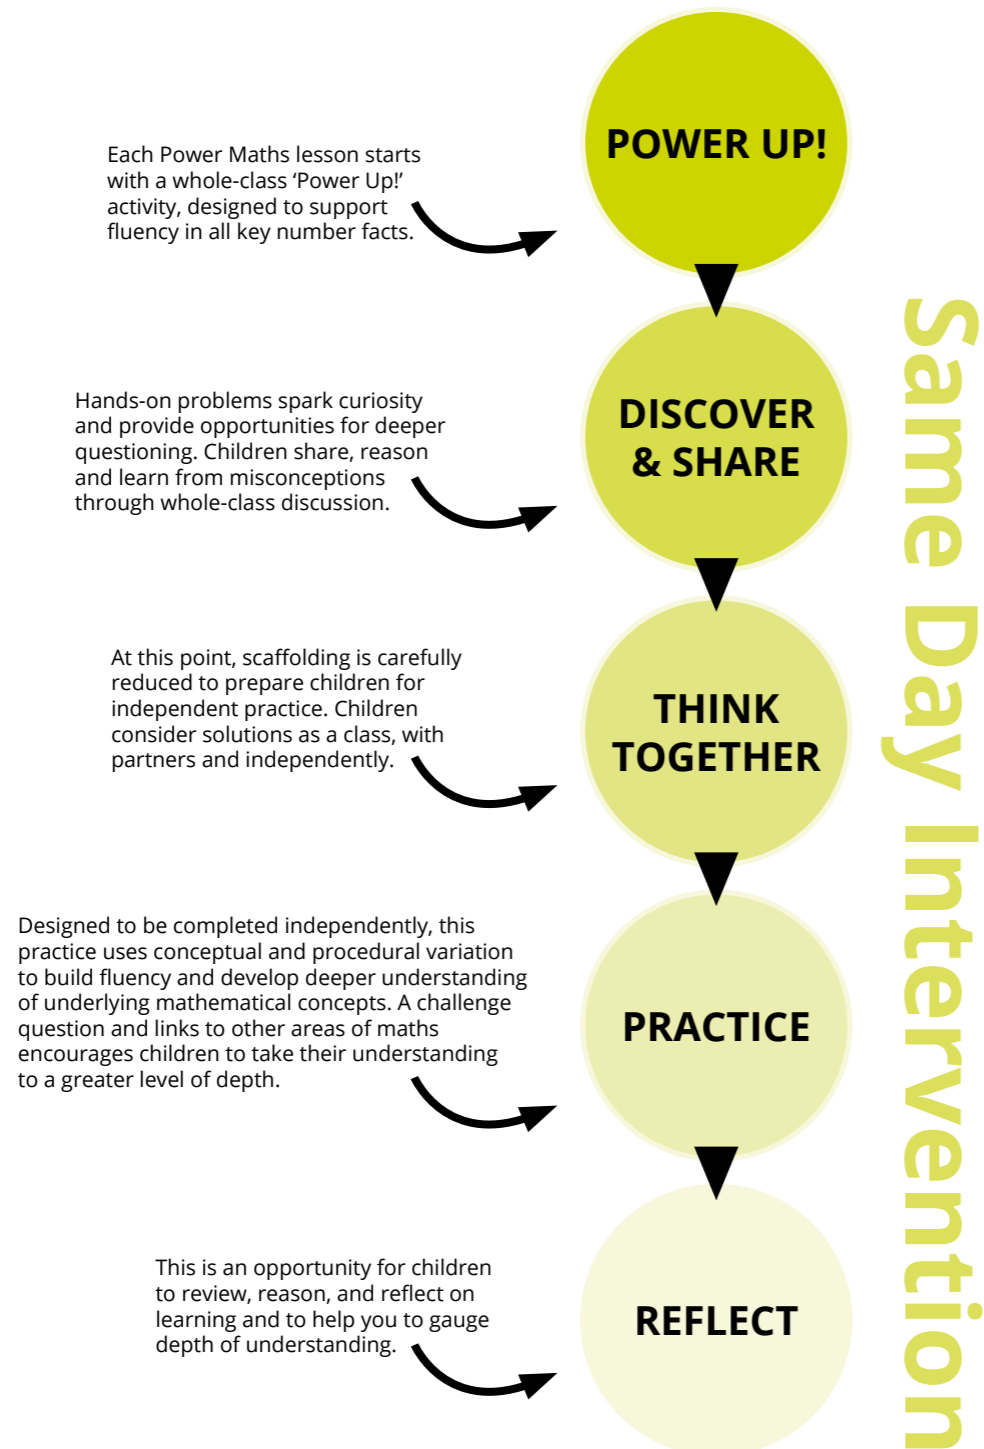 Each Power Maths lesson starts
with a whole-class ‘Power Up!’
activity, designed to support
fluency in all key number facts.
POWER UP!
Hands-on problems spark curiosity
and provide opportunities for deeper
questioning. Children share, reason
and learn from misconceptions
through whole-class discussion.
DISCOVER
& SHARE
At this point, scaffolding is carefully
reduced to prepare children for
independent practice. Children
consider solutions as a class, with
partners and independently.
THINK
TOGETHER
Designed to be completed independently, this
practice uses conceptual and procedural variation
to build fluency and develop deeper understanding
of underlying mathematical concepts. A challenge
question and links to other areas of maths
encourages children to take their understanding
to a greater level of depth.
PRACTICE
This is an opportunity for children
to review, reason, and reflect on
learning and to help you to gauge
depth of understanding.
REFLECT
Same Day Intervention